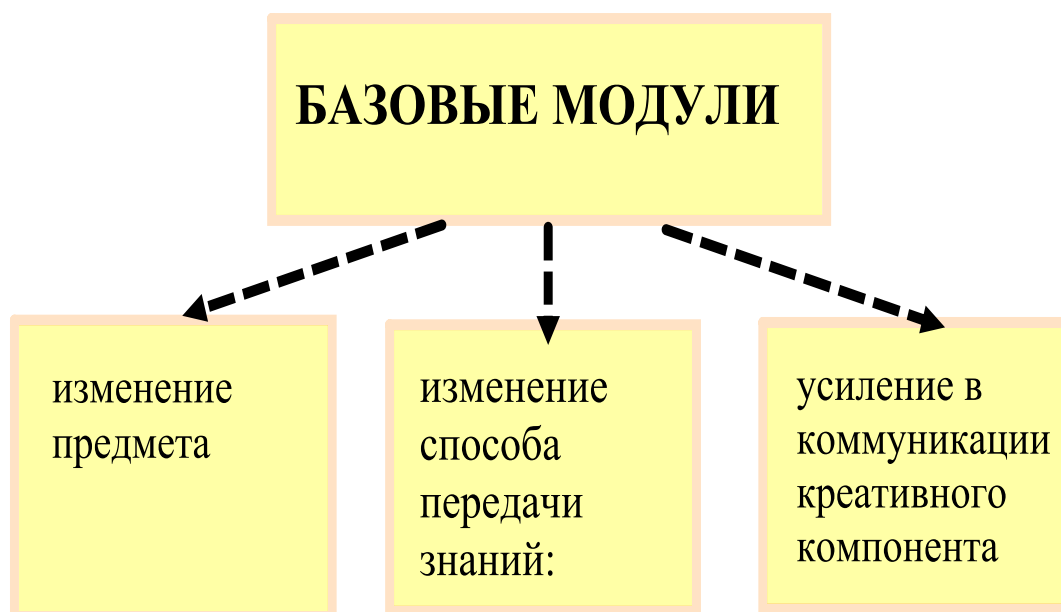 БАЗОВЫЕ МОДУЛИ
изменение
предмета
изменение
способа
передачи
знаний:
усиление в
коммуникации
креативного
компонента